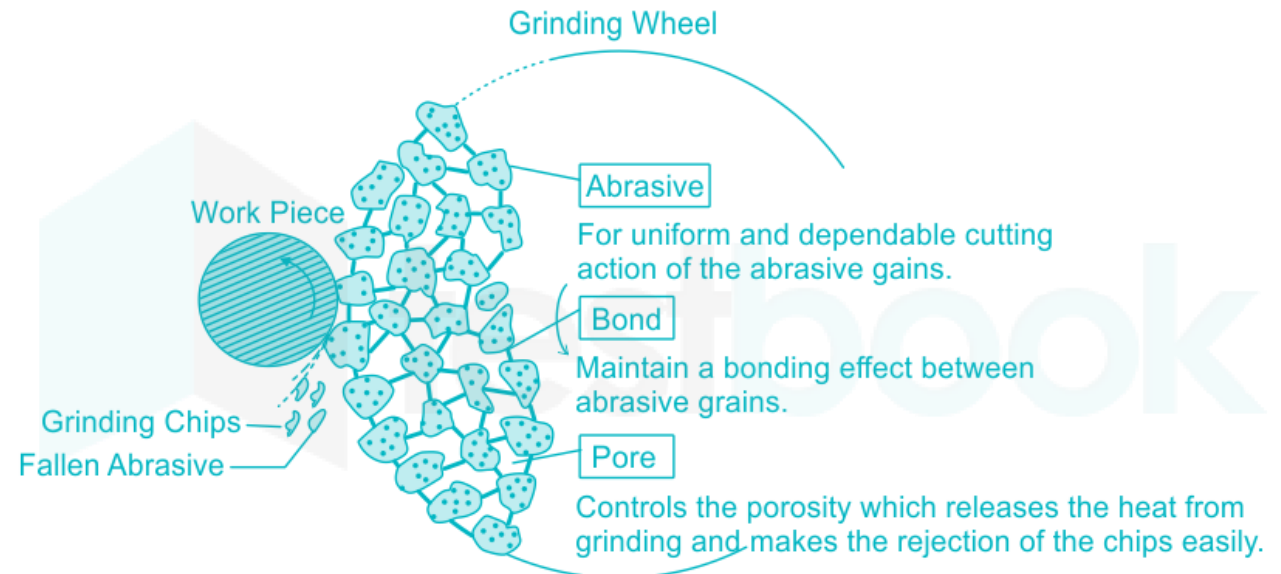 Grinding Wheel
Abrasive
For uniform and dependable cutting
action of the abrasive gains.
Work Piece
Bond
Maintain a bonding effect between
abrasive grains.
Grinding Chips
Fallen Abrasive
Pore
Controls the porosity which releases the heat from
grinding and makes the rejection of the chips easily.
testbook